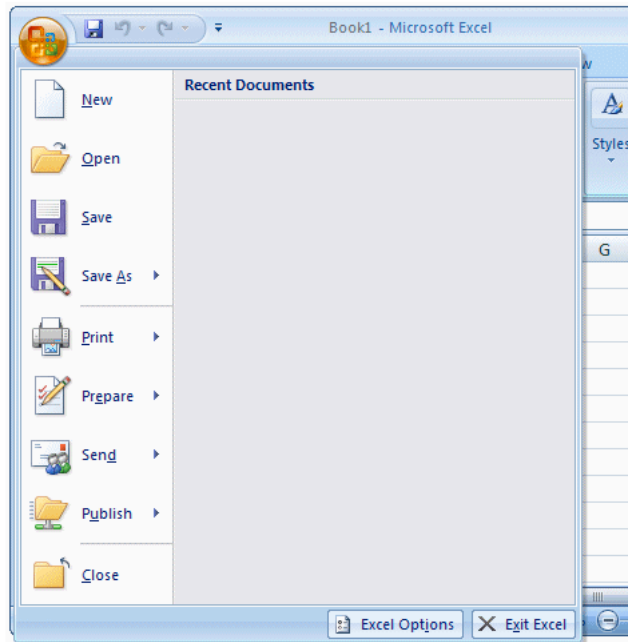 Book1 - Microsoft Excel
w
Recent Documents
New
Open
Save
Save As
Print
Prepare
Send
Publish
Close
Styles
G
Excel Options
Exit Excel